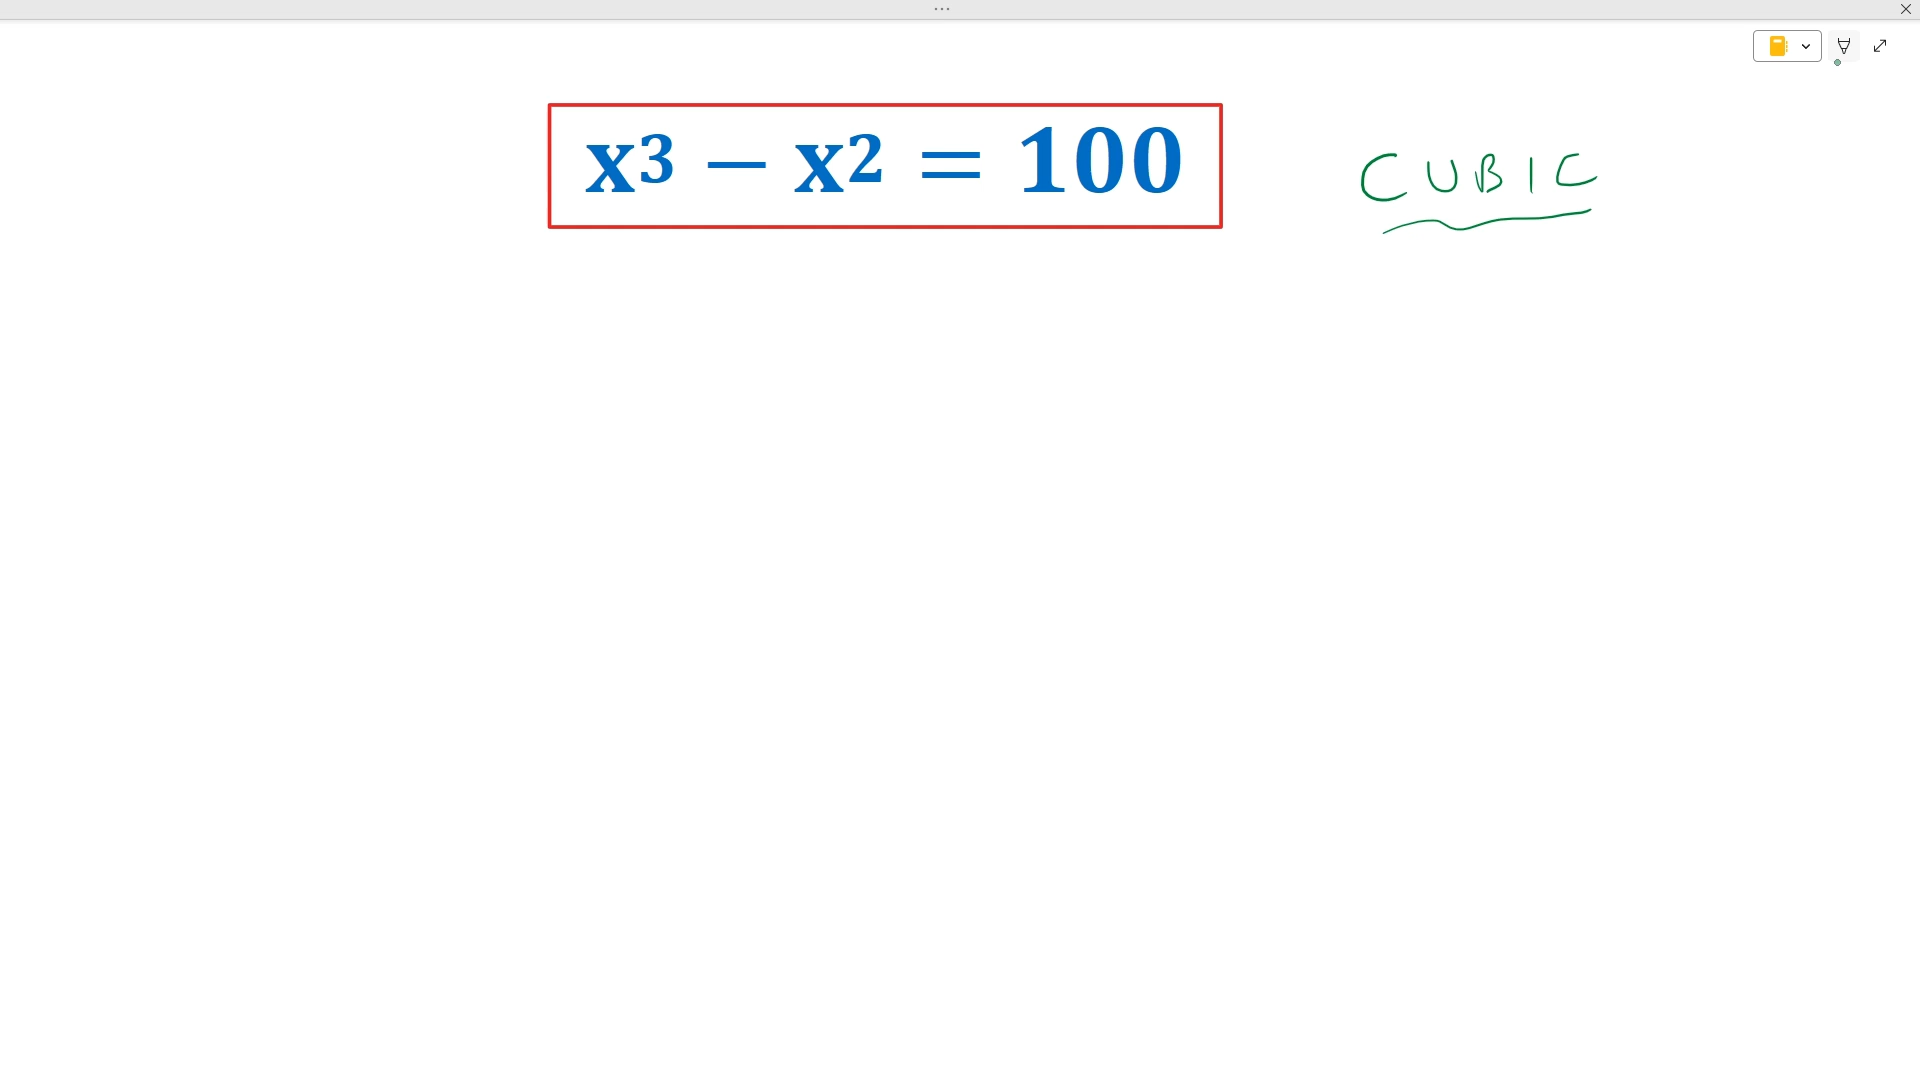 x³ − x² = 100
CUBIC